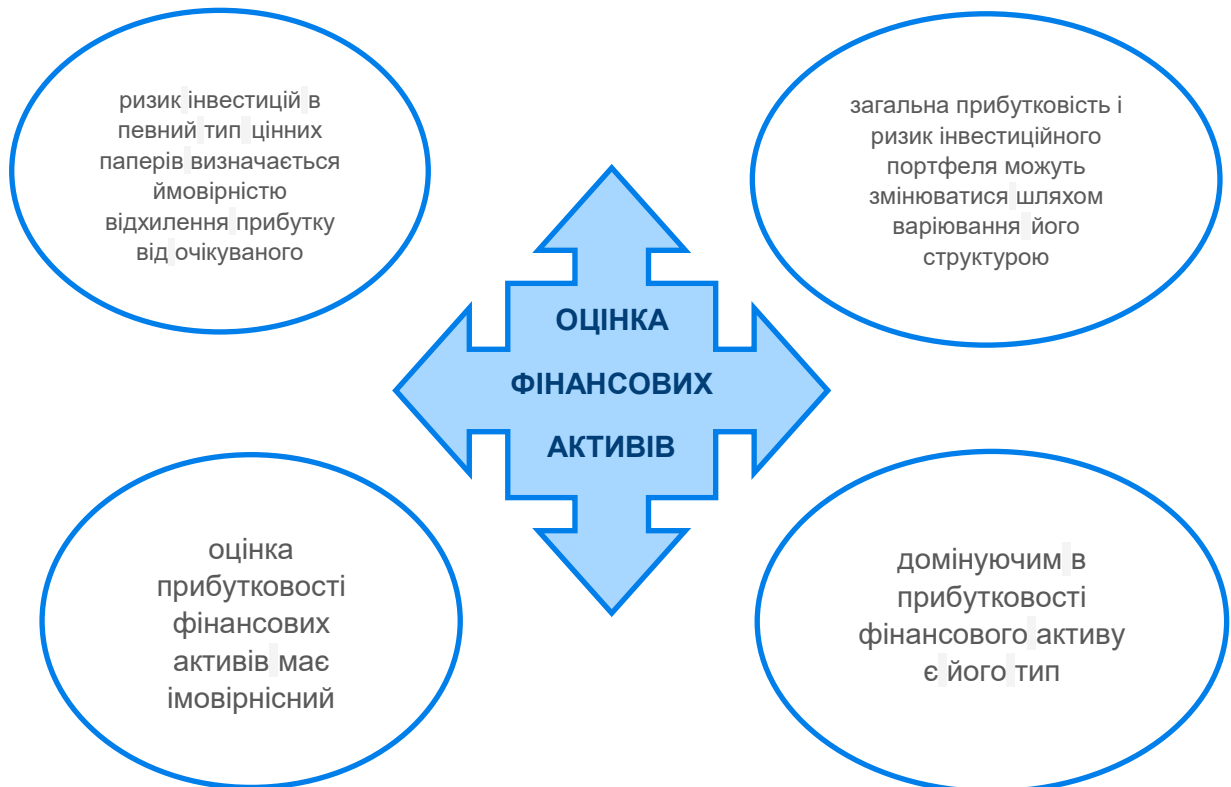 ризик інвестицій в
певний тип цінних
паперів визначається
ймовірністю
відхилення прибутку
від очікуваного
загальна прибутковість і
ризик інвестиційного
портфеля можуть
змінюватися шляхом
варіювання його
структурою
ОЦІНКА
ФІНАНСОВИХ
АКТИВІВ
оцінка
прибутковості
фінансових
активів має
імовірнісний
домінуючим в
прибутковості
фінансового активу
є його тип